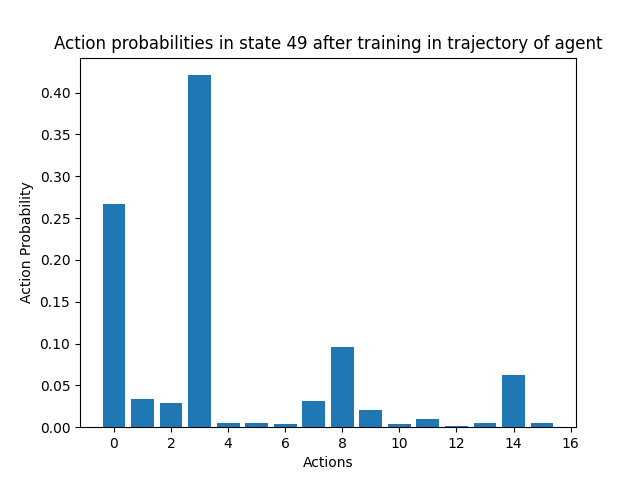 Action probabilities in state 49 after training in trajectory of agent
0.40
0.35
0.30
0.25
0.20
0.15
0.10
0.05
0.00
Action Probability
0 2 4 6 8 10 12 14 16
Actions